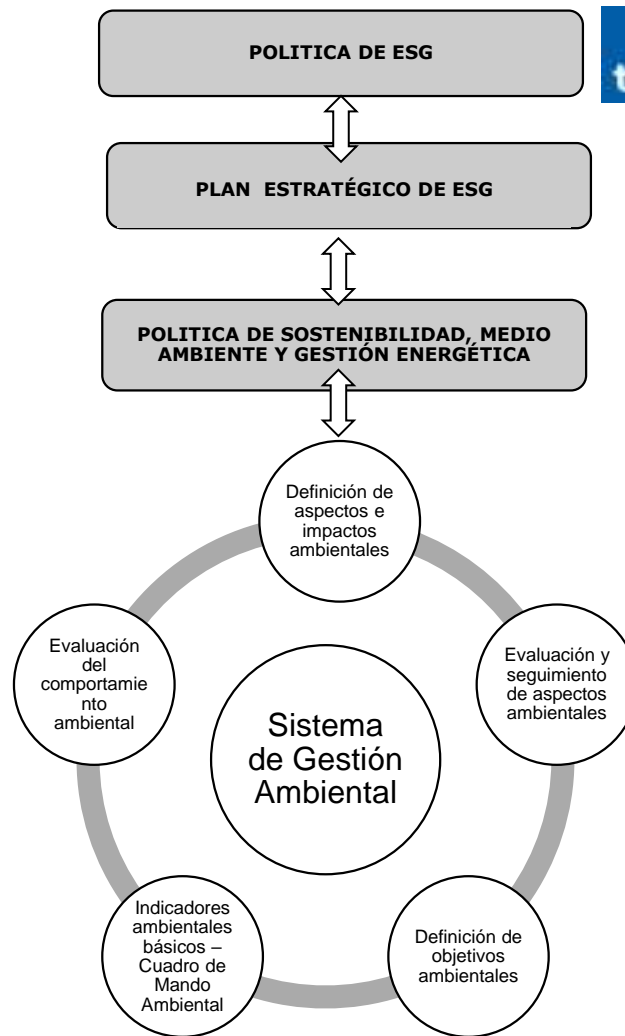 POLITICA DE ESG
t
PLAN ESTRATÉGICO DE ESG
POLITICA DE SOSTENIBILIDAD, MEDIO
AMBIENTE Y GESTIÓN ENERGÉTICA
Definición de
aspectos e
impactos
ambientales
Evaluación y
seguimiento
de aspectos
ambientales
Definición de
objetivos
ambientales
Indicadores
ambientales
básicos –
Cuadro de
Mando
Ambiental
Evaluación
del
comportamie
nto
ambiental
Sistema
de Gestión
Ambiental